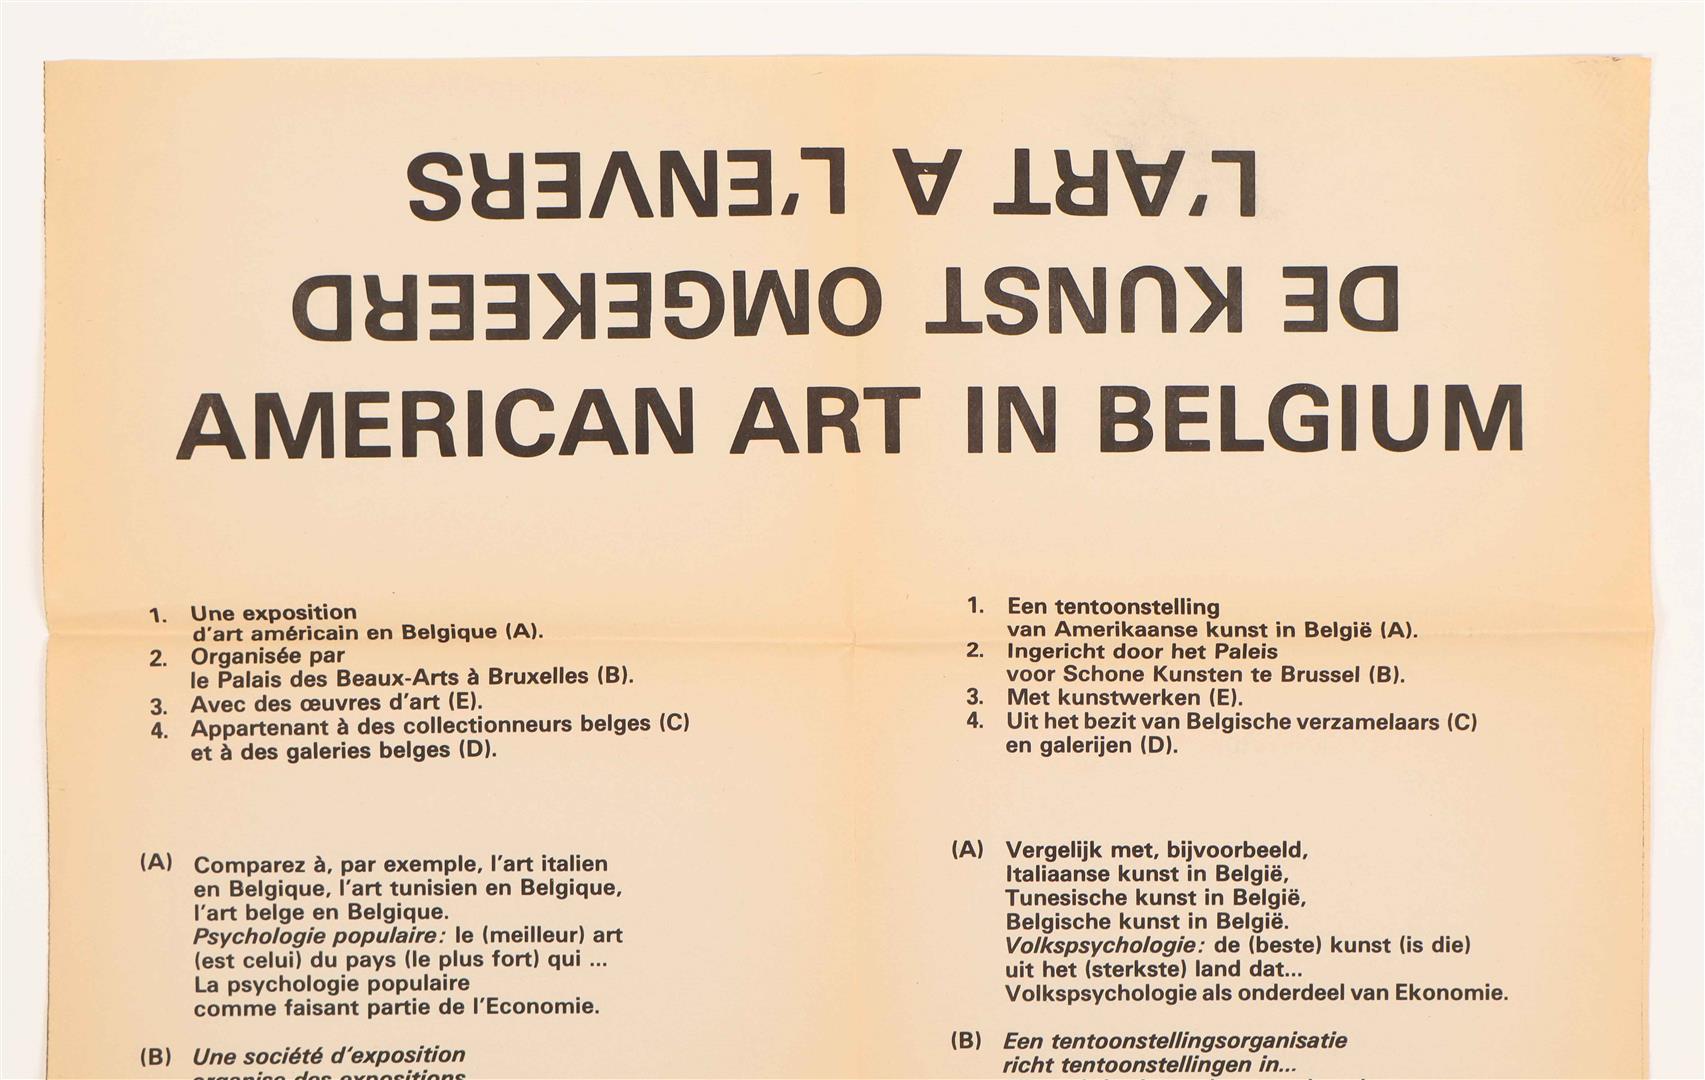 L'ART A L'ENVERS
DE KUNST OMGEKEERD
AMERICAN ART IN BELGIUM
1. Une exposition
d'art américain en Belgique (A).
2. Organisée par
le Palais des Beaux-Arts à Bruxelles (B).
3. Avec des œuvres d'art (E).
4. Appartenant à des collectionneurs belges (C)
et à des galeries belges (D).
(A) Comparez à, par exemple, l'art italien
en Belgique, l'art tunisien en Belgique,
l'art belge en Belgique.
Psychologie populaire: le (meilleur) art
(est celui) du pays (le plus fort) qui ...
La psychologie populaire
comme faisant partie de l'Economie.
(B) Une société d'exposition
organise des expositions
1. Een tentoonstelling
van Amerikaanse kunst in België (A).
2. Ingericht door het Paleis
voor Schone Kunsten te Brussel (B).
3. Met kunstwerken (E).
4. Uit het bezit van Belgische verzamelaars (C)
en galerijen (D).
(A) Vergelijk met, bijvoorbeeld,
Italiaanse kunst in België,
Tunesische kunst in België,
Belgische kunst in België.
Volkspsychologie: de (beste) kunst (is die)
uit het (sterkste) land dat...
Volkspsychologie als onderdeel van Ekonomie.
(B) Een tentoonstellingsorganisatie
richt tentoonstellingen in...